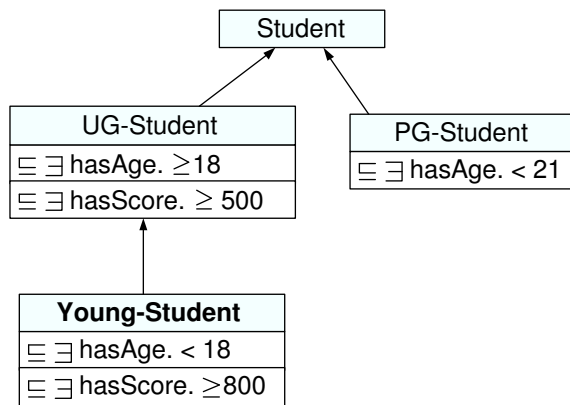 Student
UG-Student
⊑ ∃ hasAge. ≥18
⊑ ∃ hasScore. ≥ 500
PG-Student
⊑ ∃ hasAge. < 21
Young-Student
⊑ ∃ hasAge. < 18
⊑ ∃ hasScore. ≥800